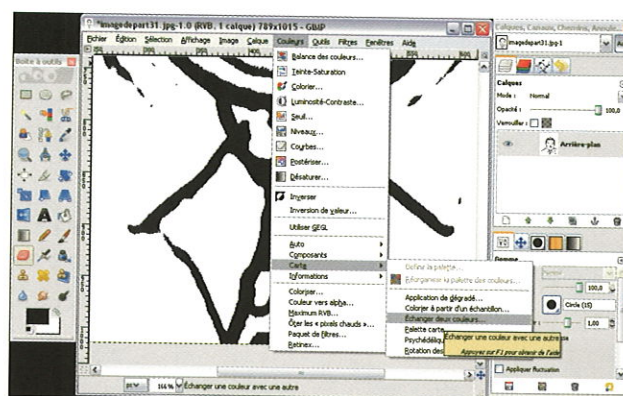 *imagedepart31.jpg-1.0 (RVB, 1 calque) 789x1015 - GIMP
Fichier Édition Sélection Affichage Image Calque Couleurs Outils Filtres Fenêtres Aide
Boîte à outils
Balance des couleurs...
Teinte-Saturation
Colorier...
Luminosité-Contraste...
Seuil...
Niveaux...
Courbes...
Postériser...
Désaturer...
Inverser
Inversion de valeur...
Utiliser GEGL
Auto
Composants
Carte
Informations
Colorier...
Couleur vers alpha...
Maximum RVB...
Ôter les « pixels chauds »...
Paquet de filtres...
Retinex...
Définir la palette...
Réorganiser la palette des couleurs...
Application de dégradé...
Colorier à partir d'un échantillon...
Échanger deux couleurs...
Palette carte...
Psychédéliqu
Rotation des
Échanger une couleur avec une autre
Appuyez sur F1 pour obtenir de l'aide
px 166% Échanger une couleur avec une autre
Calques, Canaux, Chemins, Annule...
imagedepart31.jpg-1
Calques
Mode : Normal
Opacité : 100,0
Verrouiller :
Arrière-plan
Gomme
100,0
Circle (15)
1,00
Appliquer fluctuation